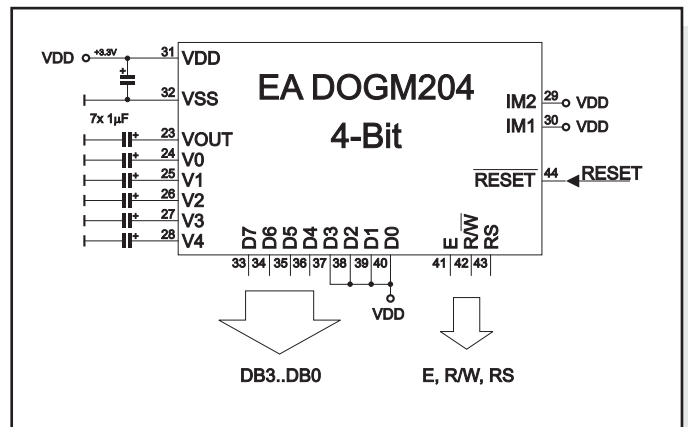 EA DOGM204
4-Bit
VDD +3.3V 31 VDD
32 VSS
7x 1µF
23 VOUT
24 V0
25 V1
26 V2
27 V3
28 V4
IM2 29 VDD
IM1 30 VDD
RESET 44 RESET
D7 D6 D5 D4 D3 D2 D1 D0
33 34 35 36 37 38 39 40
E R/W RS
41 42 43
VDD
DB3..DB0
E, R/W, RS